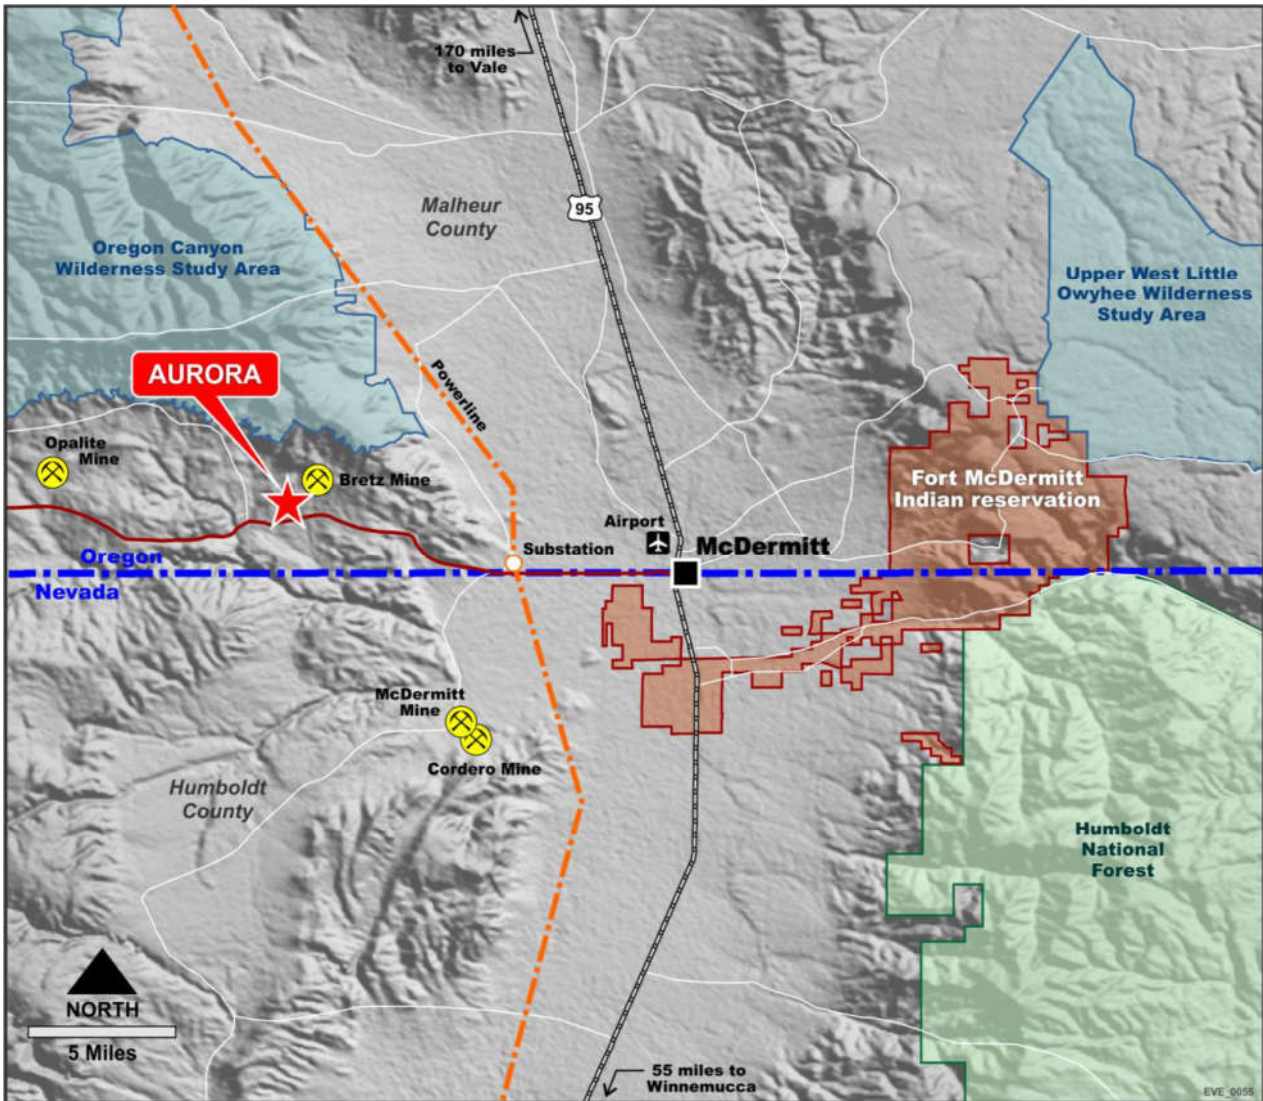 170 miles
to Vale
95
Malheur
County
Oregon Canyon
Wilderness Study Area
Upper West Little
Owyhee Wilderness
Study Area
AURORA
Powerline
Opalite
Mine
Bretz Mine
Fort McDermitt
Indian reservation
Airport
McDermitt
Substation
Oregon
Nevada
McDermitt
Mine
Cordero Mine
Humboldt
County
Humboldt
National
Forest
NORTH
5 Miles
55 miles to
Winnemucca
EVE_0055